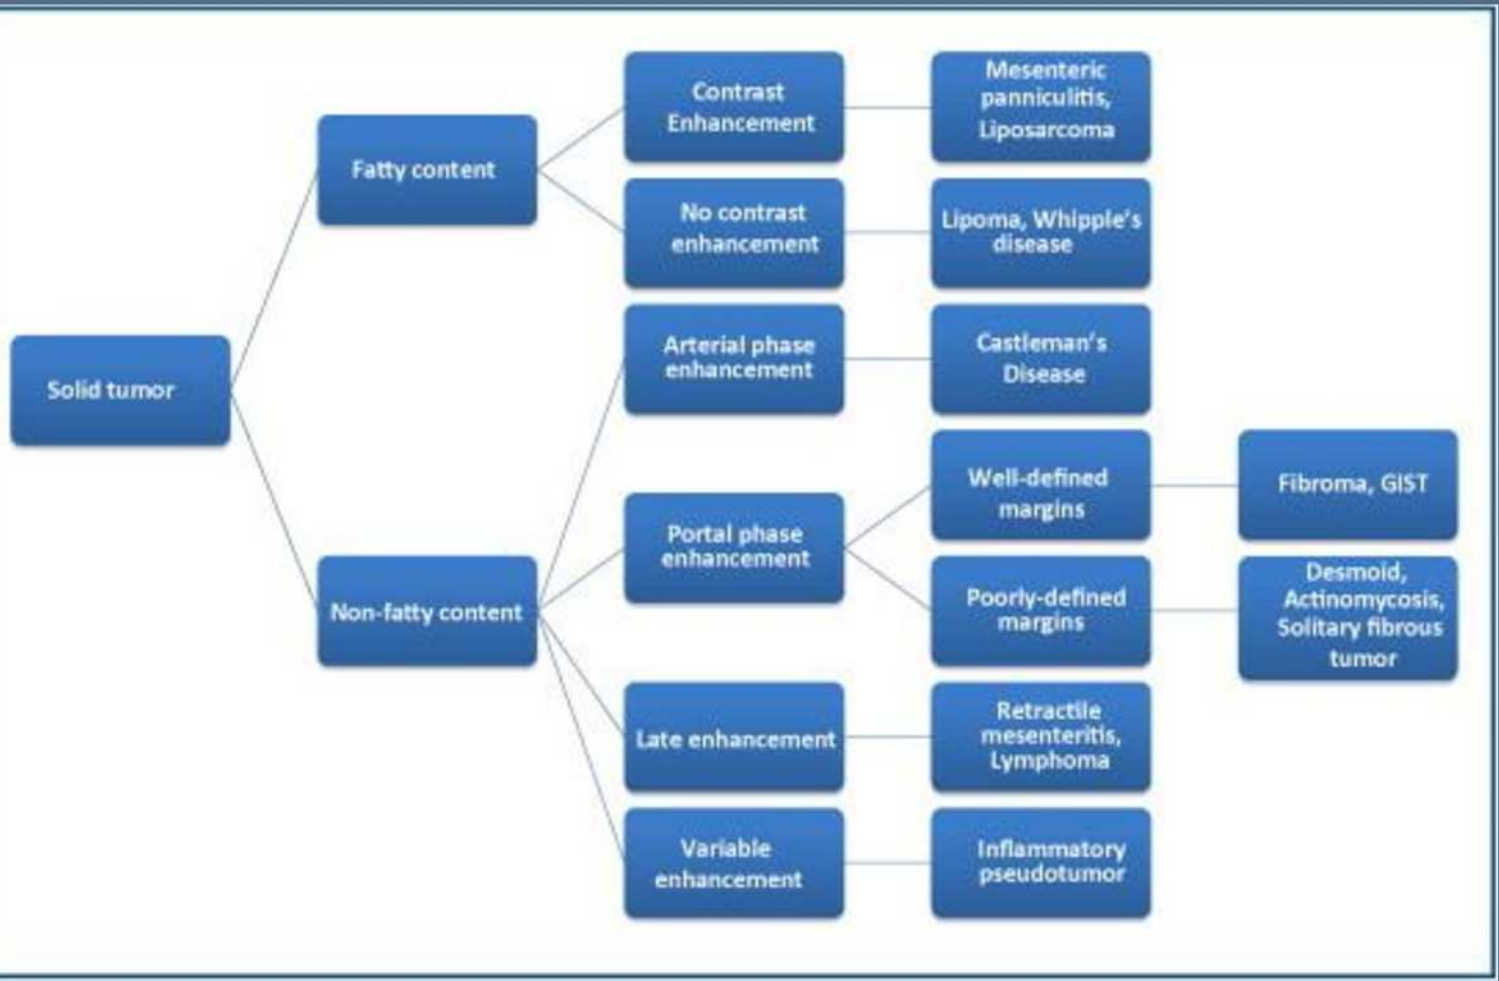 Solid tumor
Fatty content
Contrast
Enhancement
Mesenteric
panniculitis,
Liposarcoma
No contrast
enhancement
Lipoma, Whipple's
disease
Non-fatty content
Arterial phase
enhancement
Castleman's
Disease
Portal phase
enhancement
Well-defined
margins
Fibroma, GIST
Poorly-defined
margins
Desmoid,
Actinomycosis,
Solitary fibrous
tumor
Late enhancement
Retractile
mesenteritis,
Lymphoma
Variable
enhancement
Inflammatory
pseudotumor